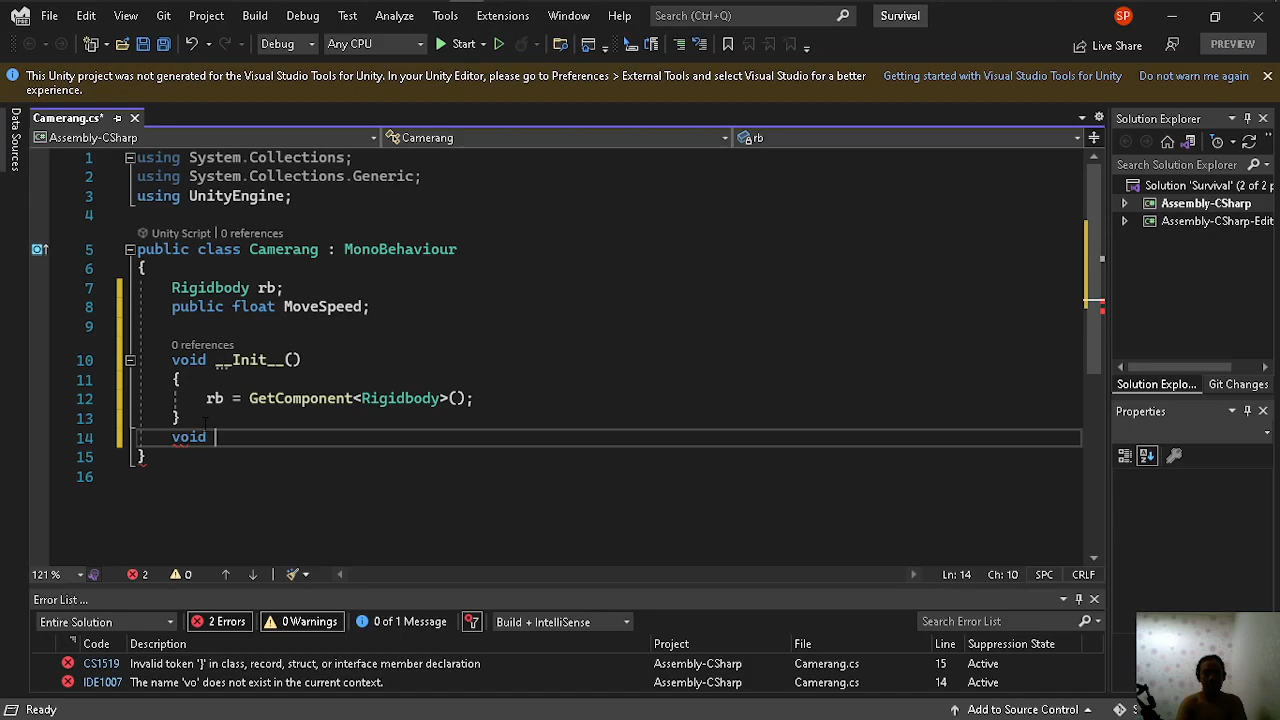 File Edit View Git Project Build Debug Test Analyze Tools Extensions Window Help Search (Ctrl+Q) Survival SP
Debug Any CPU Start Live Share PREVIEW
This Unity project was not generated for the Visual Studio Tools for Unity. In your Unity Editor, please go to Preferences > External Tools and select Visual Studio for a better Getting started with Visual Studio Tools for Unity Do not warn me again
experience.
Data Sources
Camerang.cs*
Assembly-CSharp Camerang rb
1 using System.Collections;
2 using System.Collections.Generic;
3 using UnityEngine;
4
Unity Script | 0 references
5 public class Camerang : MonoBehaviour
6 {
7 Rigidbody rb;
8 public float MoveSpeed;
9
0 references
10 void __Init__()
11 {
12 rb = GetComponent<Rigidbody>();
13 }
14 void
15 }
16
121 % 2 0 Ln: 14 Ch: 10 SPC CRLF
Solution Explorer
Search Solution Explorer
Solution 'Survival' (2 of 2 p
Assembly-CSharp
Assembly-CSharp-Edit
Solution Explo... Git Changes
Properties
Error List ...
Entire Solution 2 Errors 0 Warnings 0 of 1 Message Build + IntelliSense Search Error List
Code Description Project File Line Suppression State
CS1519 Invalid token '}' in class, record, struct, or interface member declaration Assembly-CSharp Camerang.cs 15 Active
IDE1007 The name 'vo' does not exist in the current context. Assembly-CSharp Camerang.cs 14 Active
Ready Add to Source Control